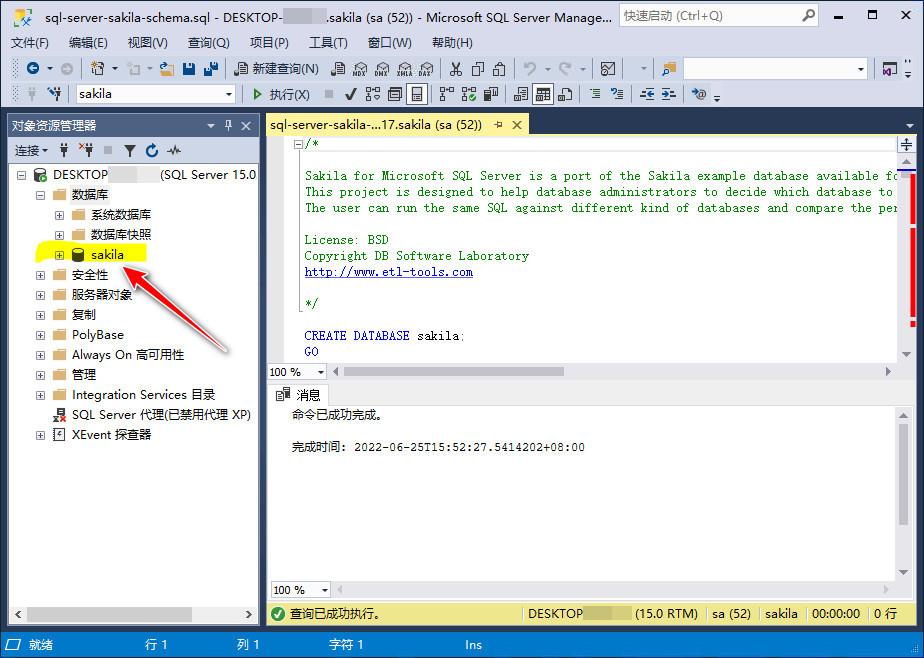 sql-server-sakila-schema.sql - DESKTOP- .sakila (sa (52)) - Microsoft SQL Server Manage...
快速启动 (Ctrl+Q)
文件(F) 编辑(E) 视图(V) 查询(Q) 项目(P) 工具(T) 窗口(W) 帮助(H)
新建查询(N) MDX DMX XMLA DAX
sakila 执行(X)
对象资源管理器
连接
DESKTOP (SQL Server 15.0
数据库
系统数据库
数据库快照
sakila
安全性
服务器对象
复制
PolyBase
Always On 高可用性
管理
Integration Services 目录
SQL Server 代理(已禁用代理 XP)
XEvent 探查器
sql-server-sakila-...17.sakila (sa (52))
/*
Sakila for Microsoft SQL Server is a port of the Sakila example database available fo
This project is designed to help database administrators to decide which database to
The user can run the same SQL against different kind of databases and compare the per
License: BSD
Copyright DB Software Laboratory
http://www.etl-tools.com
*/
CREATE DATABASE sakila;
GO
100 %
消息
命令已成功完成。
完成时间: 2022-06-25T15:52:27.5414202+08:00
100 %
查询已成功执行。 DESKTOP (15.0 RTM) sa (52) sakila 00:00:00 0 行
就绪 行 1 列 1 字符 1 Ins